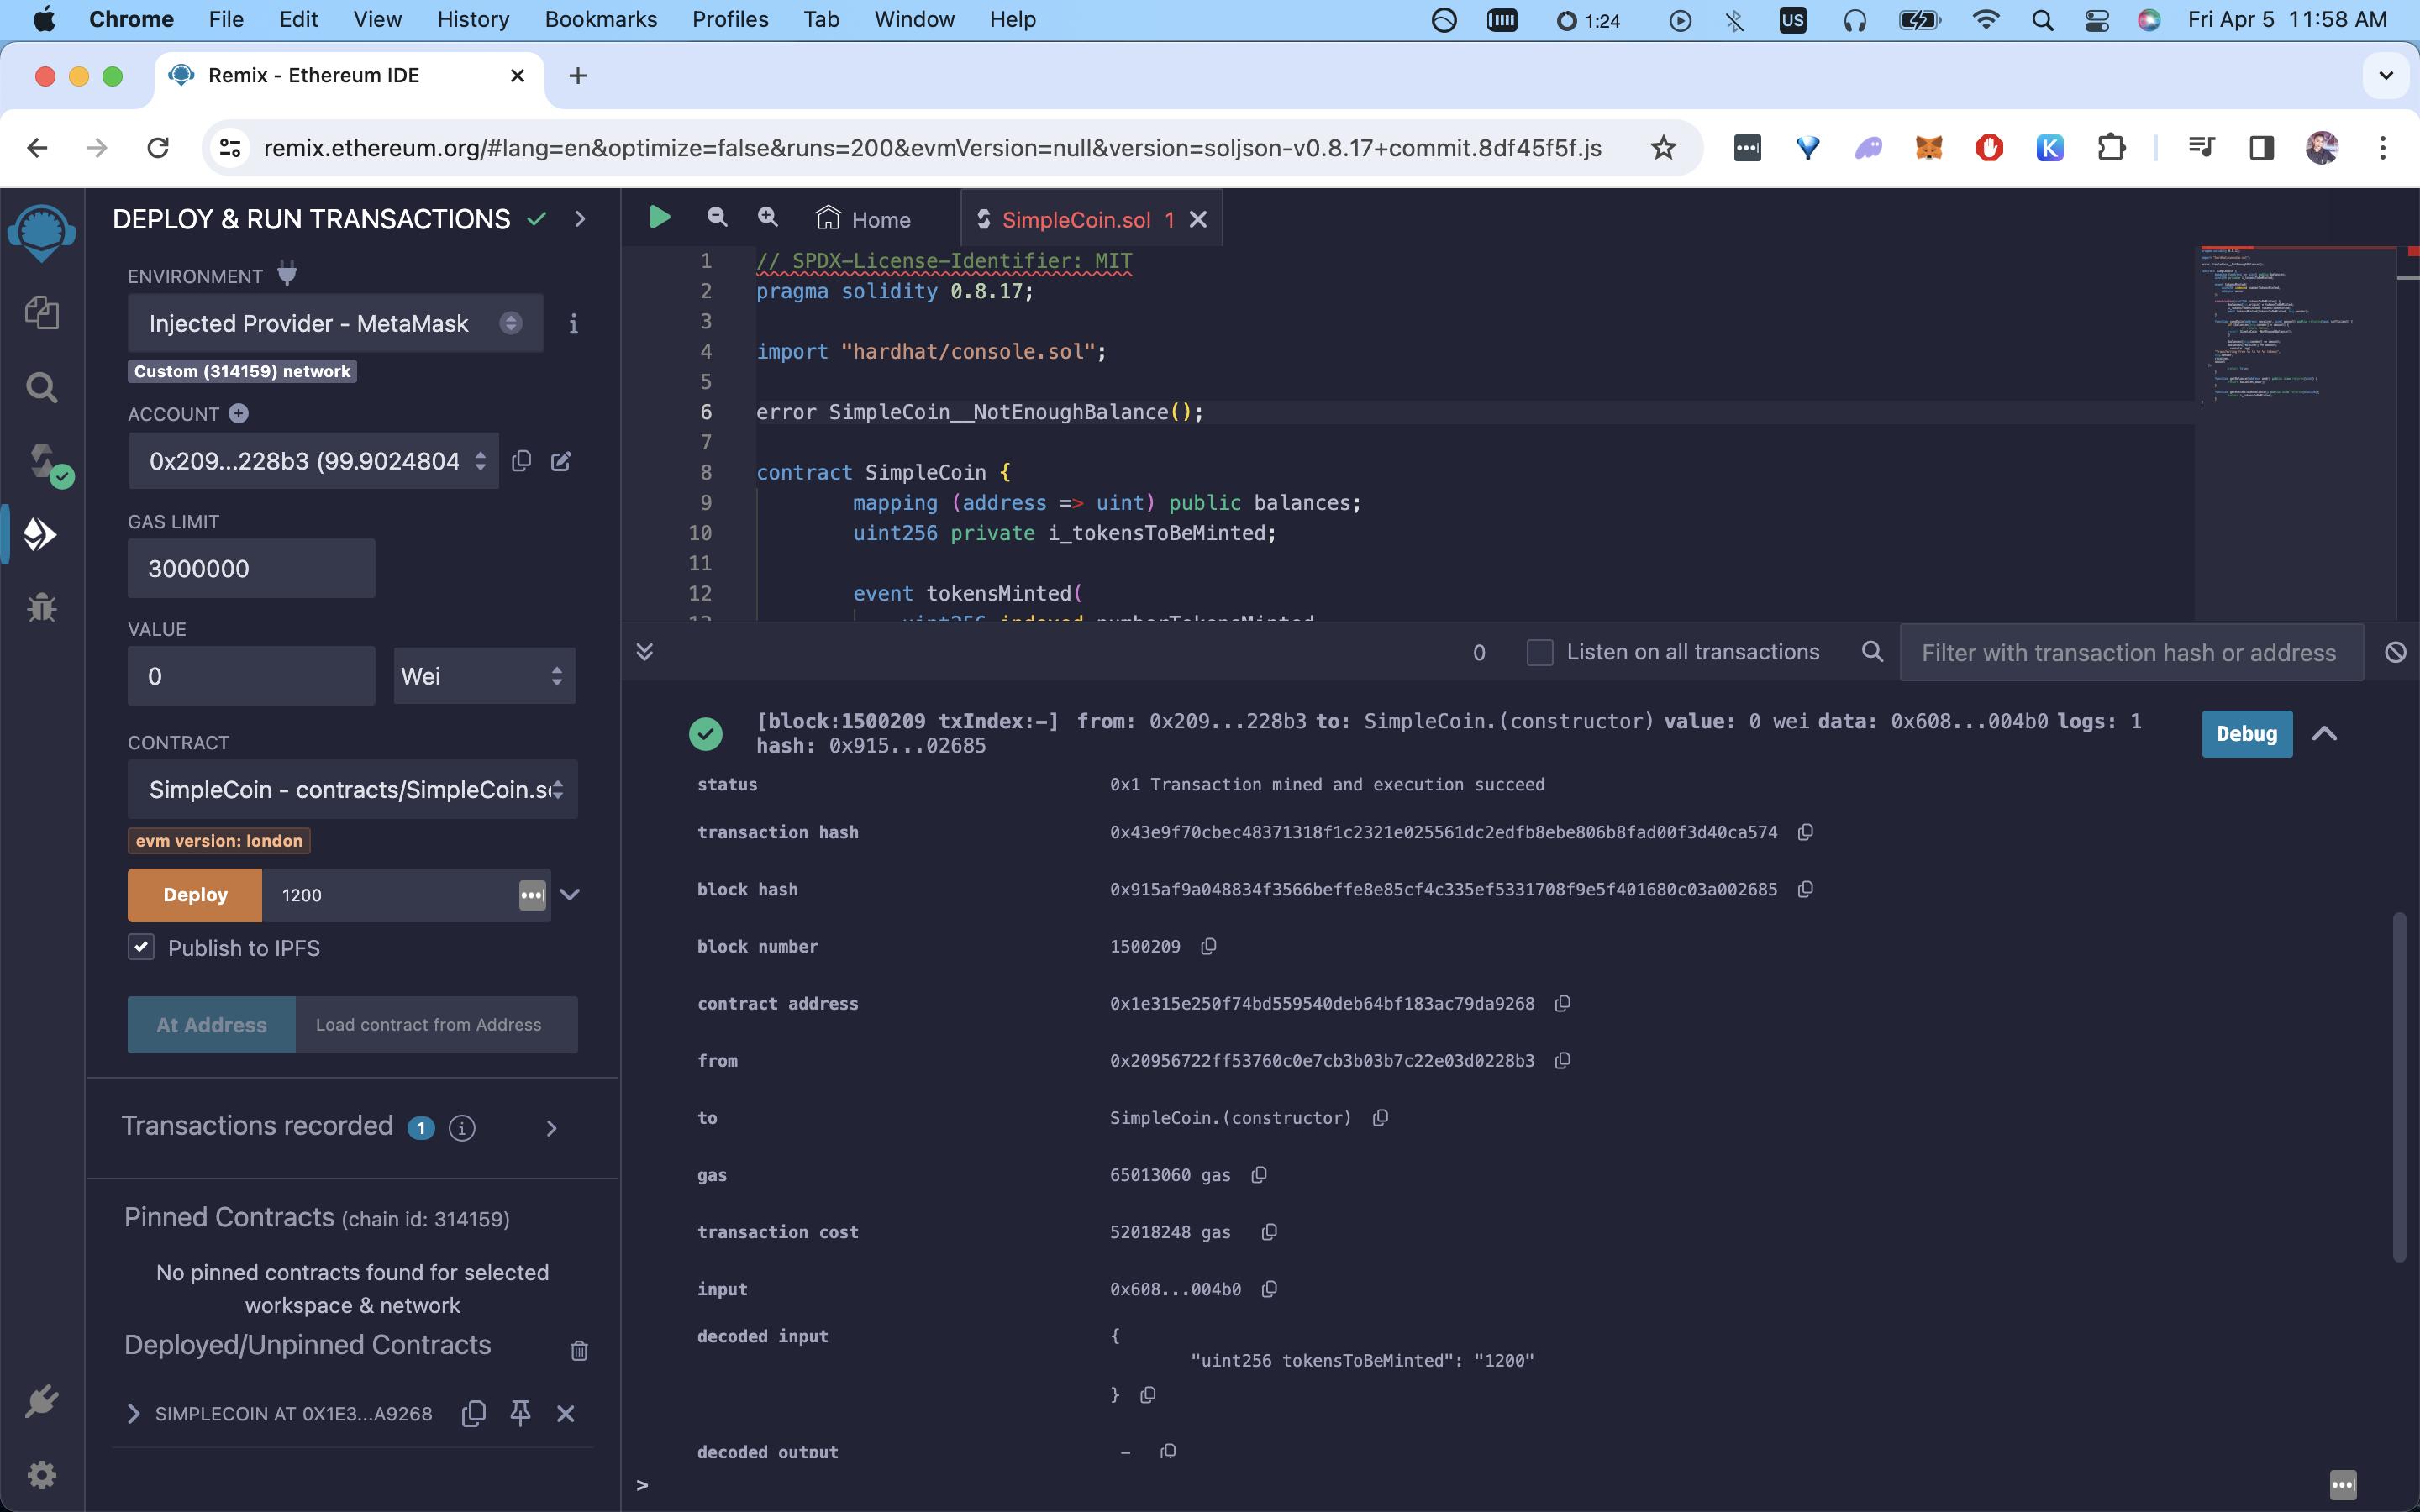 Chrome File Edit View History Bookmarks Profiles Tab Window Help 1:24 US Fri Apr 5 11:58 AM
Remix - Ethereum IDE
remix.ethereum.org/#lang=en&optimize=false&runs=200&evmVersion=null&version=soljson-v0.8.17+commit.8df45f5f.js
DEPLOY & RUN TRANSACTIONS
ENVIRONMENT
Injected Provider - MetaMask
Custom (314159) network
ACCOUNT
0x209...228b3 (99.9024804
GAS LIMIT
3000000
VALUE
0 Wei
CONTRACT
SimpleCoin - contracts/SimpleCoin.s
evm version: london
Deploy 1200
Publish to IPFS
At Address Load contract from Address
Transactions recorded 1 i
Pinned Contracts (chain id: 314159)
No pinned contracts found for selected
workspace & network
Deployed/Unpinned Contracts
SIMPLECOIN AT 0X1E3...A9268
Home SimpleCoin.sol 1
1 // SPDX-License-Identifier: MIT
2 pragma solidity 0.8.17;
3
4 import "hardhat/console.sol";
5
6 error SimpleCoin__NotEnoughBalance();
7
8 contract SimpleCoin {
9 mapping (address => uint) public balances;
10 uint256 private i_tokensToBeMinted;
11
12 event tokensMinted(
13 uint256 indexed numberTokensMinted
0 Listen on all transactions Filter with transaction hash or address
[block:1500209 txIndex:-] from: 0x209...228b3 to: SimpleCoin.(constructor) value: 0 wei data: 0x608...004b0 logs: 1
hash: 0x915...02685
Debug
status 0x1 Transaction mined and execution succeed
transaction hash 0x43e9f70cbec48371318f1c2321e025561dc2edfb8ebe806b8fad00f3d40ca574
block hash 0x915af9a048834f3566beffe8e85cf4c335ef5331708f9e5f401680c03a002685
block number 1500209
contract address 0x1e315e250f74bd559540deb64bf183ac79da9268
from 0x20956722ff53760c0e7cb3b03b7c22e03d0228b3
to SimpleCoin.(constructor)
gas 65013060 gas
transaction cost 52018248 gas
input 0x608...004b0
decoded input {
"uint256 tokensToBeMinted": "1200"
}
decoded output -
>